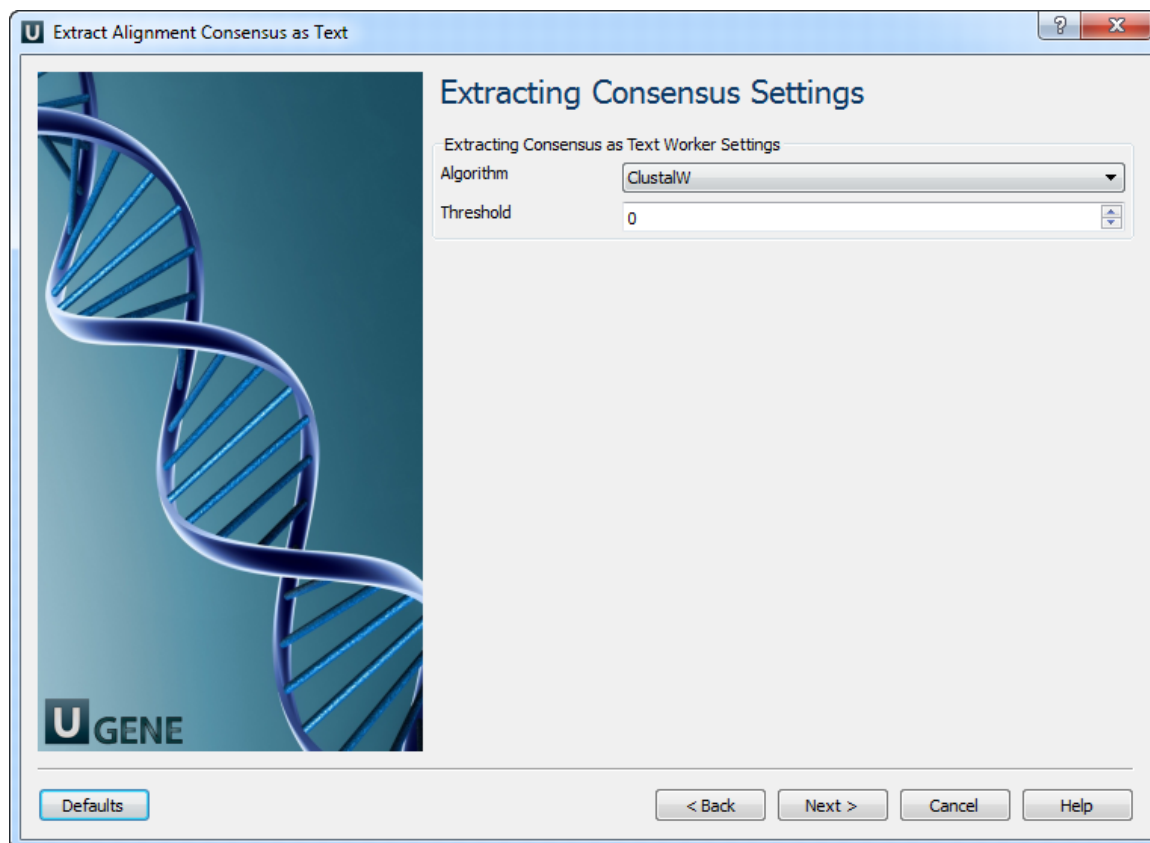 U Extract Alignment Consensus as Text
? X
Extracting Consensus Settings
Extracting Consensus as Text Worker Settings
Algorithm ClustalW
Threshold 0
U GENE
Defaults < Back Next > Cancel Help